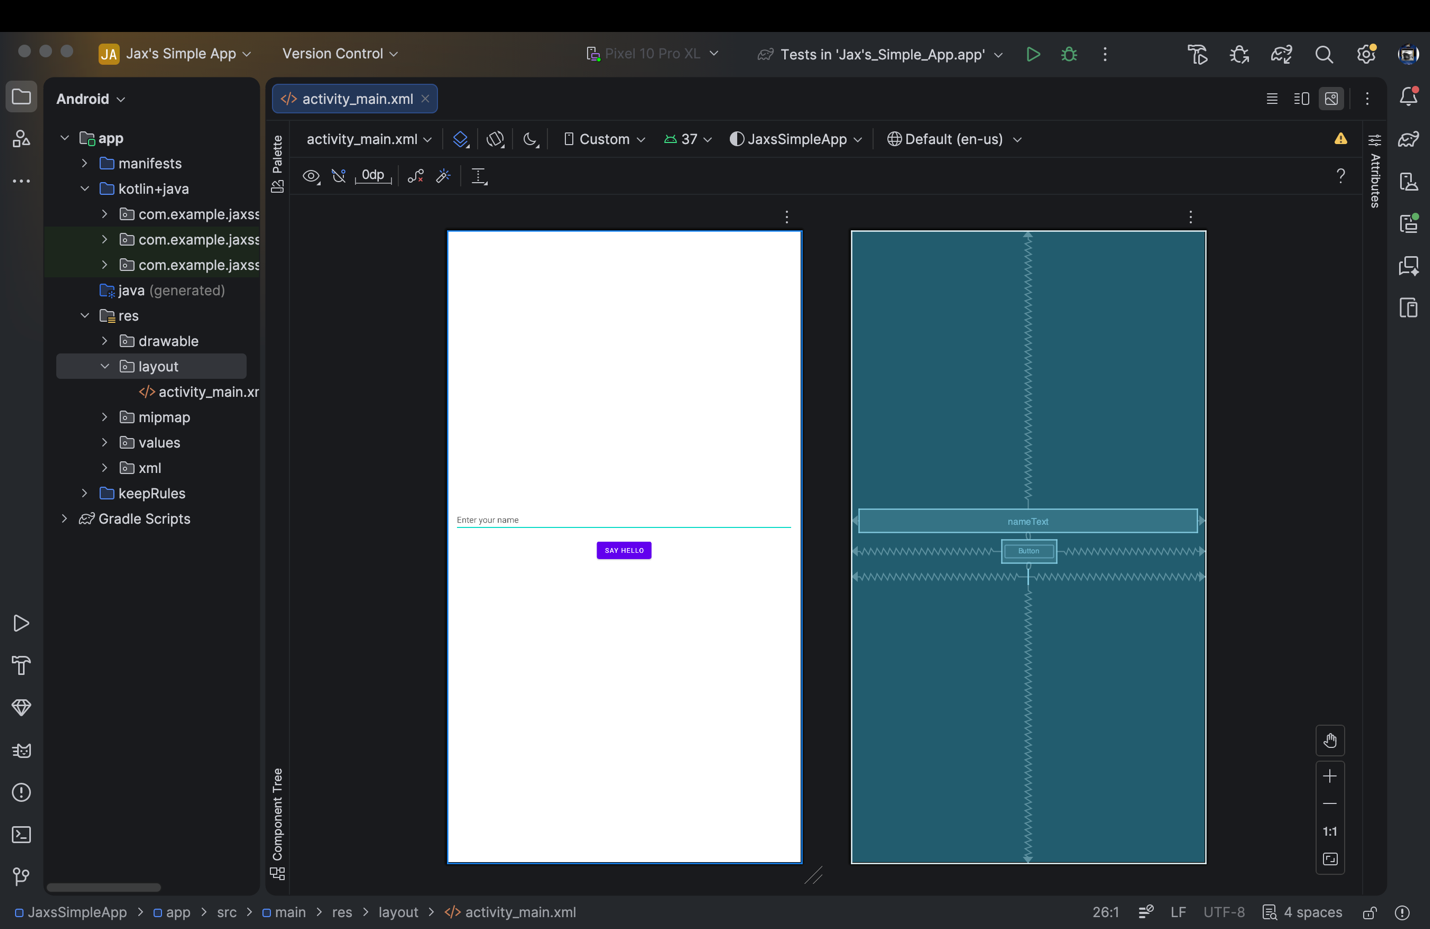 JA Jax's Simple App
Version Control
Pixel 10 Pro XL
Tests in 'Jax's_Simple_App.app'
Android
activity_main.xml
app
manifests
kotlin+java
com.example.jaxss
com.example.jaxss
com.example.jaxss
java (generated)
res
drawable
layout
activity_main.xr
mipmap
values
xml
keepRules
Gradle Scripts
Palette
Component Tree
activity_main.xml
Custom
37
JaxsSimpleApp
Default (en-us)
0dp
?
Attributes
Enter your name
SAY HELLO
nameText
Button
1:1
JaxsSimpleApp > app > src > main > res > layout > activity_main.xml
26:1
LF
UTF-8
4 spaces